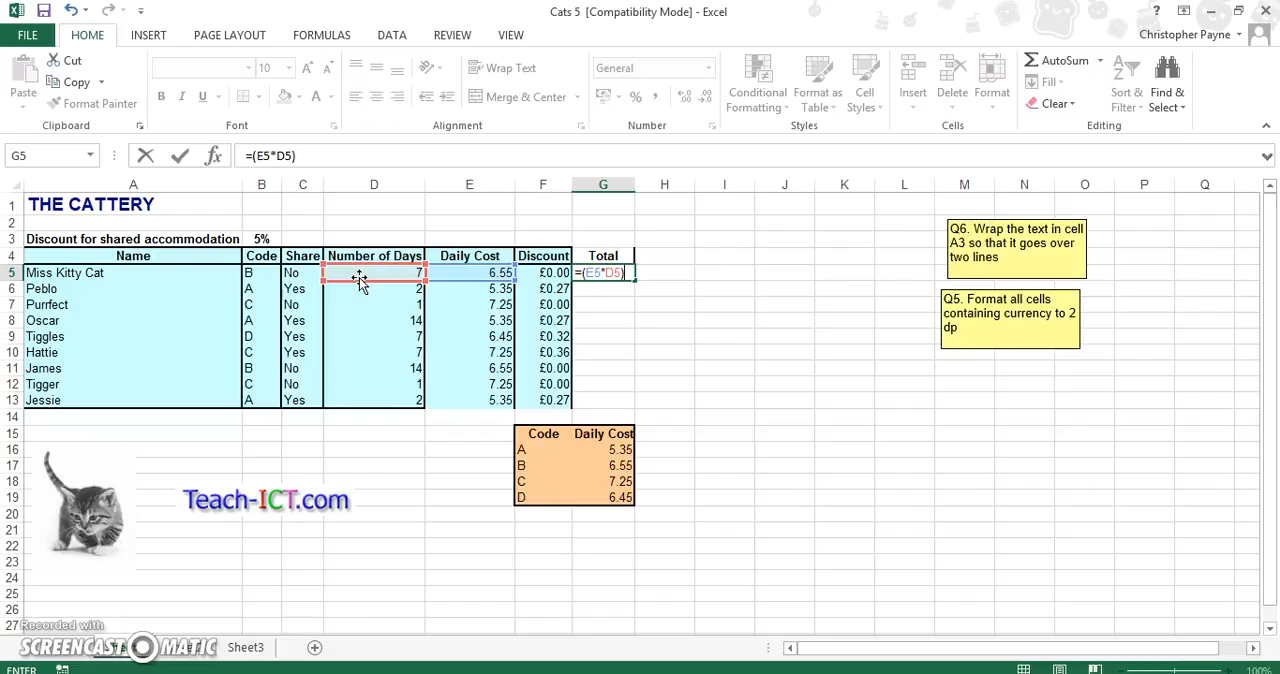 Cats 5 [Compatibility Mode] - Excel
FILE HOME INSERT PAGE LAYOUT FORMULAS DATA REVIEW VIEW Christopher Payne
Paste Cut Copy Format Painter
10 Wrap Text Merge & Center General
Conditional Formatting Format as Table Cell Styles
Insert Delete Format
AutoSum Fill Clear Sort & Filter Find & Select
Clipboard Font Alignment Number Styles Cells Editing
G5 fx =(E5*D5)
A B C D E F G H I J K L M N O P Q
1 THE CATTERY
2
3 Discount for shared accommodation 5%
4 Name Code Share Number of Days Daily Cost Discount Total
5 Miss Kitty Cat B No 7 6.55 £0.00 =(E5*D5)
6 Peblo A Yes 2 5.35 £0.27
7 Purrfect C No 1 7.25 £0.00
8 Oscar A Yes 14 5.35 £0.27
9 Tiggles D Yes 7 6.45 £0.32
10 Hattie C Yes 7 7.25 £0.36
11 James B No 14 6.55 £0.00
12 Tigger C No 1 7.25 £0.00
13 Jessie A Yes 2 5.35 £0.27
14
15 Code Daily Cost
16 A 5.35
17 B 6.55
18 C 7.25
19 D 6.45
20
21
22
23
24
25
26
27
Q6. Wrap the text in cell
A3 so that it goes over
two lines
Q5. Format all cells
containing currency to 2
dp
Teach-ICT.com
Recorded with
SCREENCAST MATIC
Sheet3
ENTER 100%